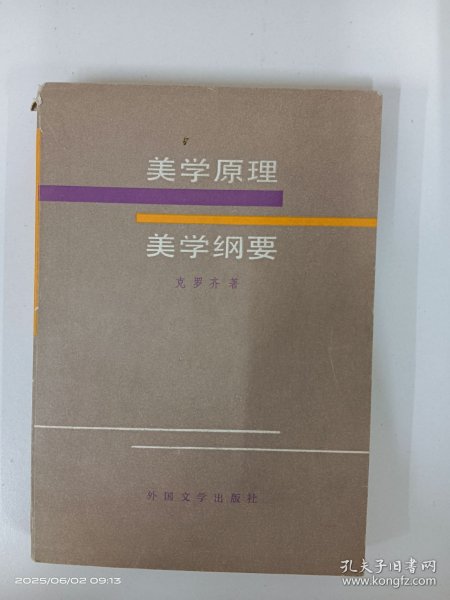 美学原理
美学纲要
克罗齐著
外国文学出版社
2025/06/02 09:13
孔夫子旧书网
www.kongfz.com